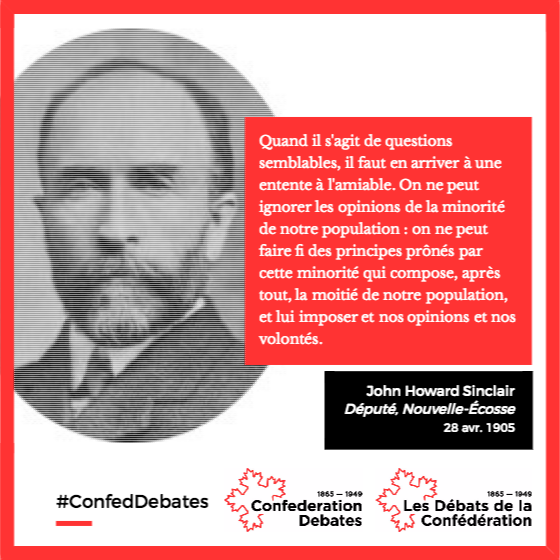 Quand il s'agit de questions
semblables, il faut en arriver à une
entente à l'amiable. On ne peut
ignorer les opinions de la minorité
de notre population : on ne peut
faire fi des principes prônés par
cette minorité qui compose, après
tout, la moitié de notre population,
et lui imposer et nos opinions et nos
volontés.
John Howard Sinclair
Député, Nouvelle-Écosse
28 avr. 1905
#ConfedDebates
1865 — 1949
Confederation
Debates
1865 — 1949
Les Débats de la
Confédération